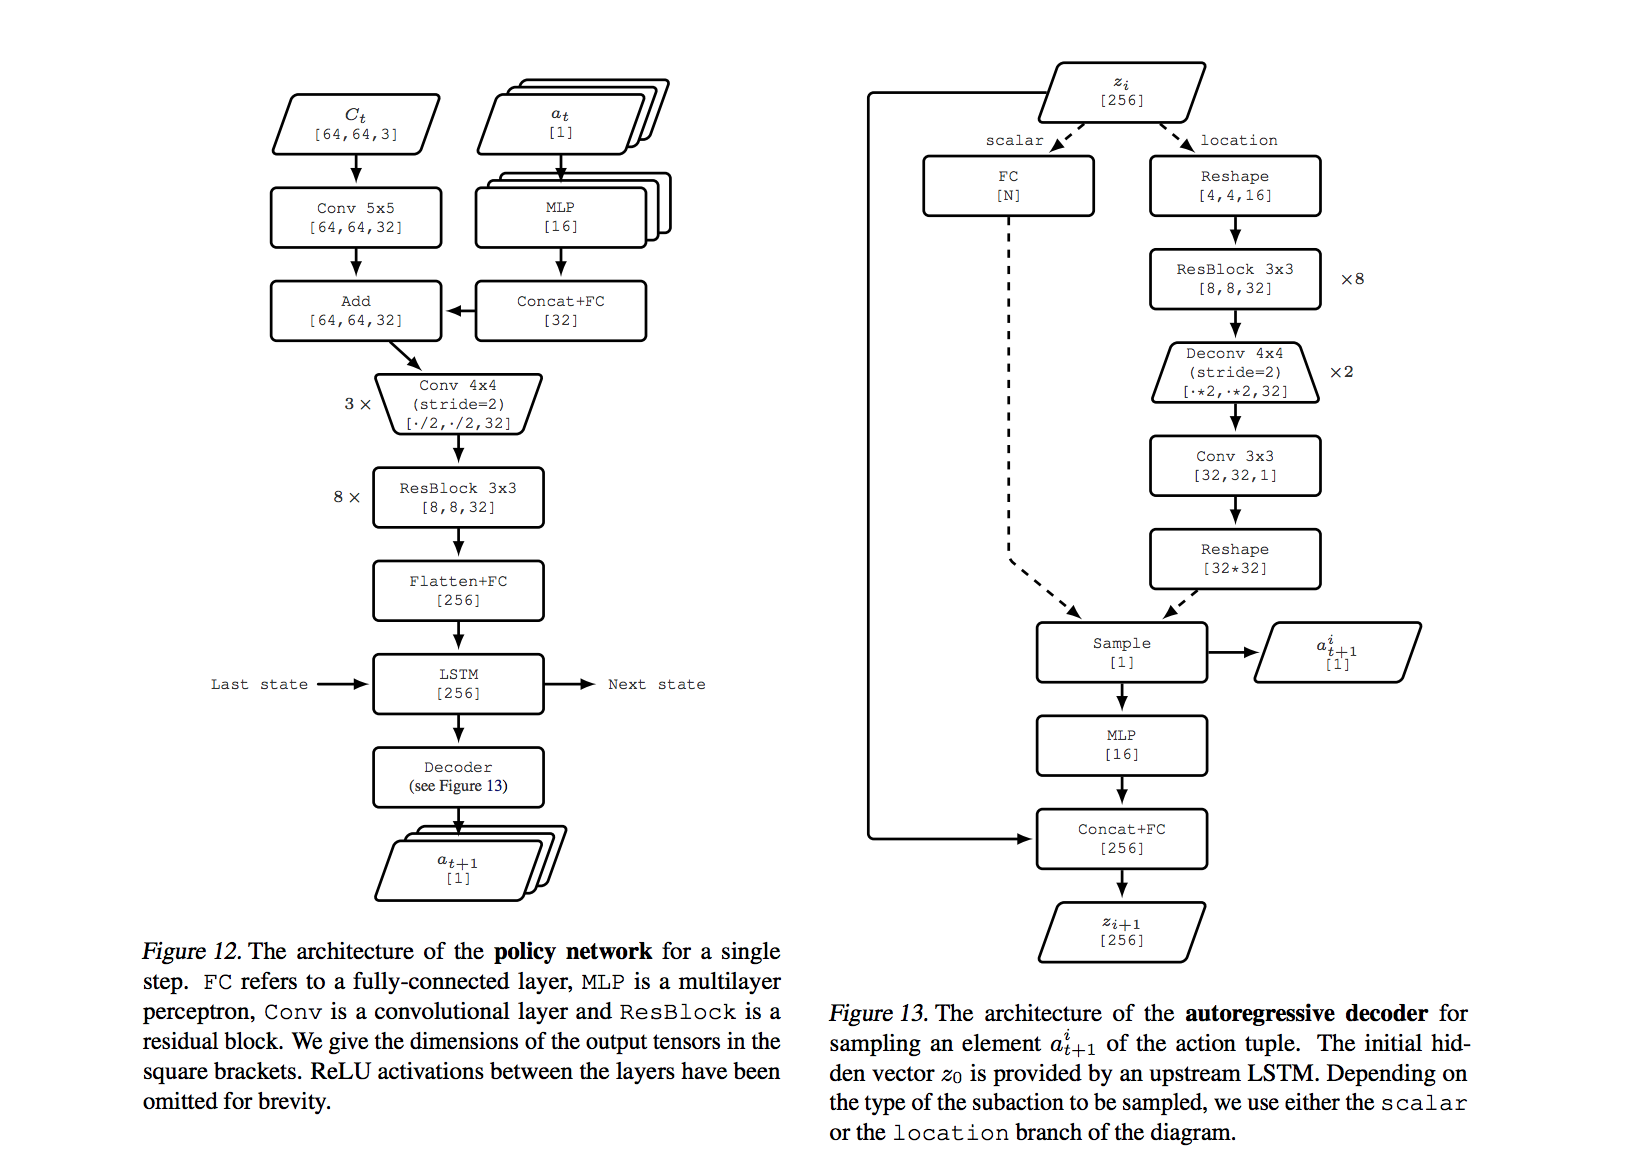 C_t
[64,64,3]
a_t
[1]
Conv 5x5
[64,64,32]
MLP
[16]
Add
[64,64,32]
Concat+FC
[32]
3 ×
Conv 4x4
(stride=2)
[·/2,·/2,32]
8 ×
ResBlock 3x3
[8,8,32]
Flatten+FC
[256]
Last state
LSTM
[256]
Next state
Decoder
(see Figure 13)
a_{t+1}
[1]
Figure 12. The architecture of the policy network for a single
step. FC refers to a fully-connected layer, MLP is a multilayer
perceptron, Conv is a convolutional layer and ResBlock is a
residual block. We give the dimensions of the output tensors in the
square brackets. ReLU activations between the layers have been
omitted for brevity.
z_i
[256]
scalar
location
FC
[N]
Reshape
[4,4,16]
ResBlock 3x3
[8,8,32]
×8
Deconv 4x4
(stride=2)
[·*2,·*2,32]
×2
Conv 3x3
[32,32,1]
Reshape
[32*32]
Sample
[1]
a^i_{t+1}
[1]
MLP
[16]
Concat+FC
[256]
z_{i+1}
[256]
Figure 13. The architecture of the autoregressive decoder for
sampling an element a^i_{t+1} of the action tuple. The initial hid-
den vector z_0 is provided by an upstream LSTM. Depending on
the type of the subaction to be sampled, we use either the scalar
or the location branch of the diagram.